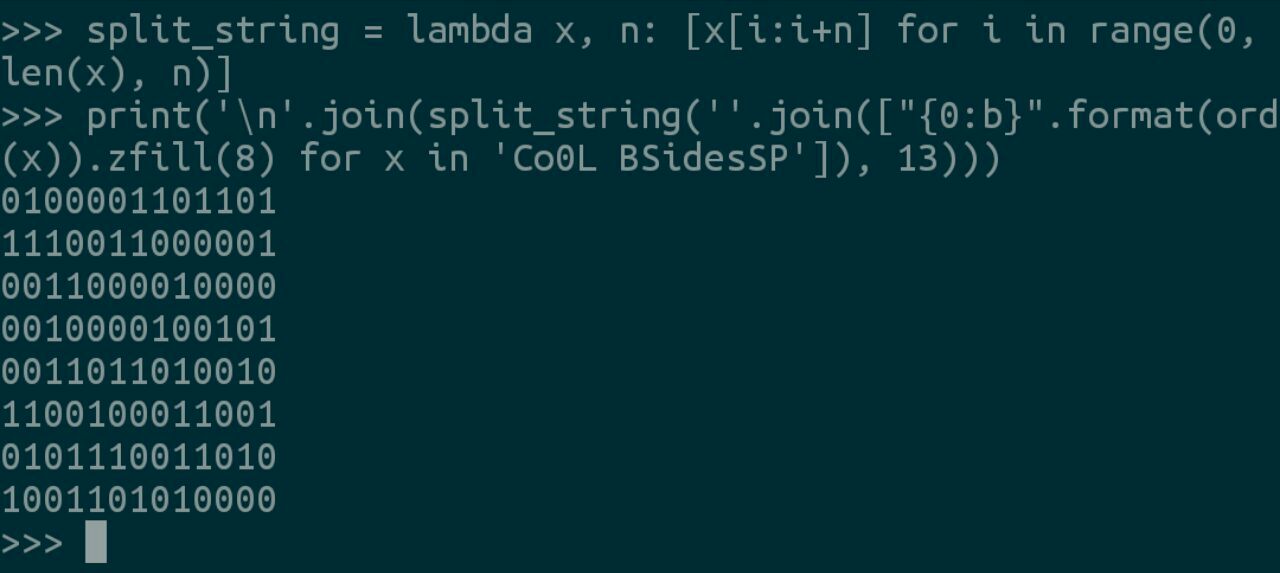 >>> split_string = lambda x, n: [x[i:i+n] for i in range(0,
len(x), n)]
>>> print('\n'.join(split_string(''.join(["{0:b}".format(ord
(x)).zfill(8) for x in 'Co0L BSidesSP']), 13)))
0100001101101
1110011000001
0011000010000
0010000100101
0011011010010
1100100011001
0101110011010
1001101010000
>>>